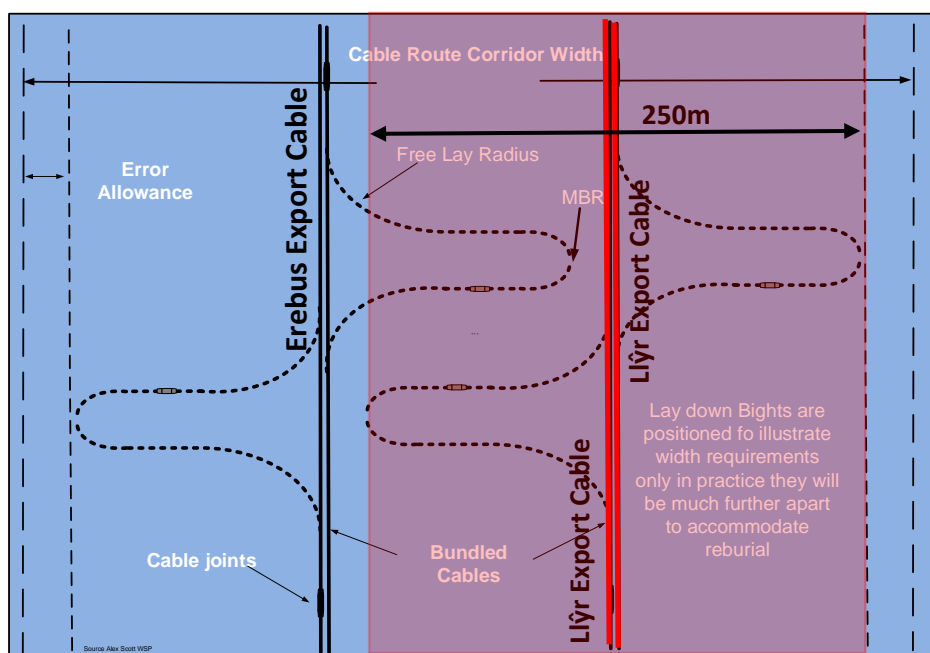 Cable Route Corridor Width
250m
Free Lay Radius
Error
Allowance
MBR
Erebus Export Cable
Llŷr Export Cable
...
Lay down Bights are
positioned fo illustrate
width requirements
only in practice they will
be much further apart
to accommodate
reburial
Llŷr Export Cable
Cable joints
Bundled
Cables
Source Alex Scott WSP